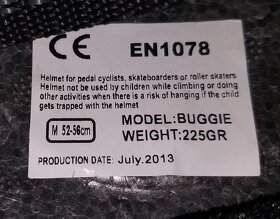 CE EN1078
Helmet for pedal cyclists, skateboarders or roller skaters
Helmet not be used by children while climbing or doing
other activities when there is a risk of hanging if the child
gets trapped with the helmet
M 52-56cm
MODEL:BUGGIE
WEIGHT:225GR
PRODUCTION DATE: July.2013